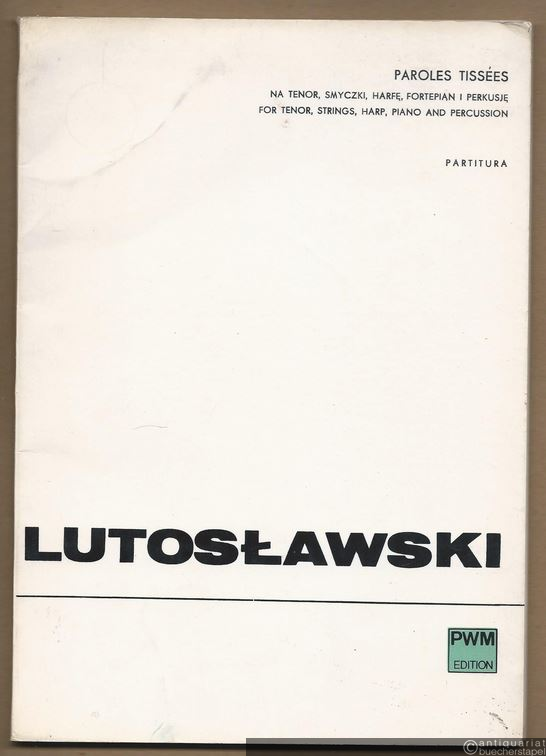 PAROLES TISSÉES
NA TENOR, SMYCZKI, HARFĘ, FORTEPIAN I PERKUSJĘ
FOR TENOR, STRINGS, HARP, PIANO AND PERCUSSION
PARTITURA
LUTOSŁAWSKI
PWM
EDITION
©antiquariat
buecherstapel